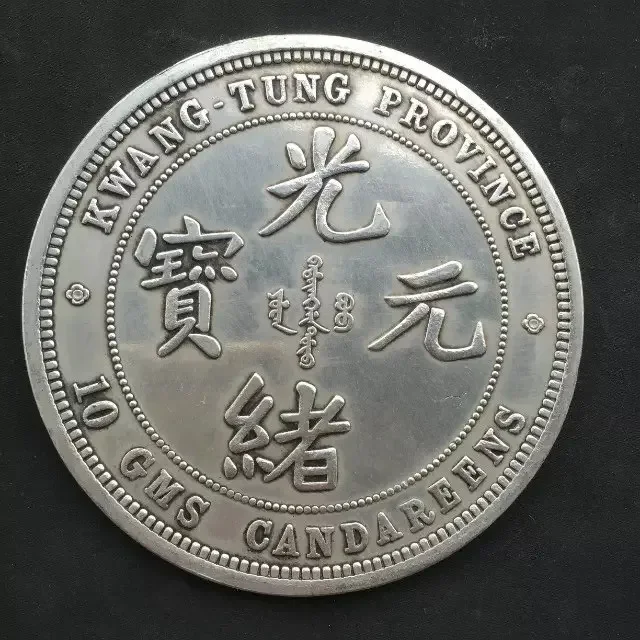 KWANG-TUNG PROVINCE
光緒元寶
10 GMS CANDAREENS